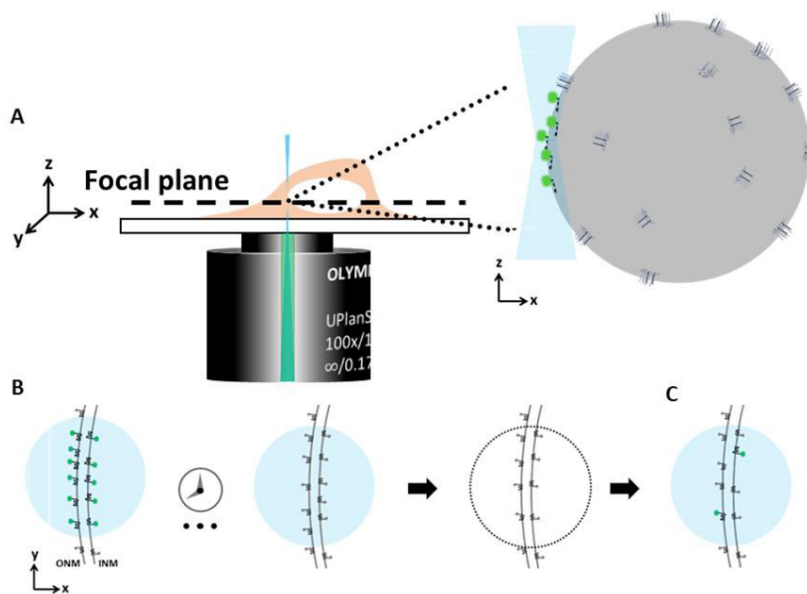 A
z
x
y
Focal plane
OLYMP
UPlanS
100x/1
∞/0.17
z
x
B
C
y
x
ONM
INM